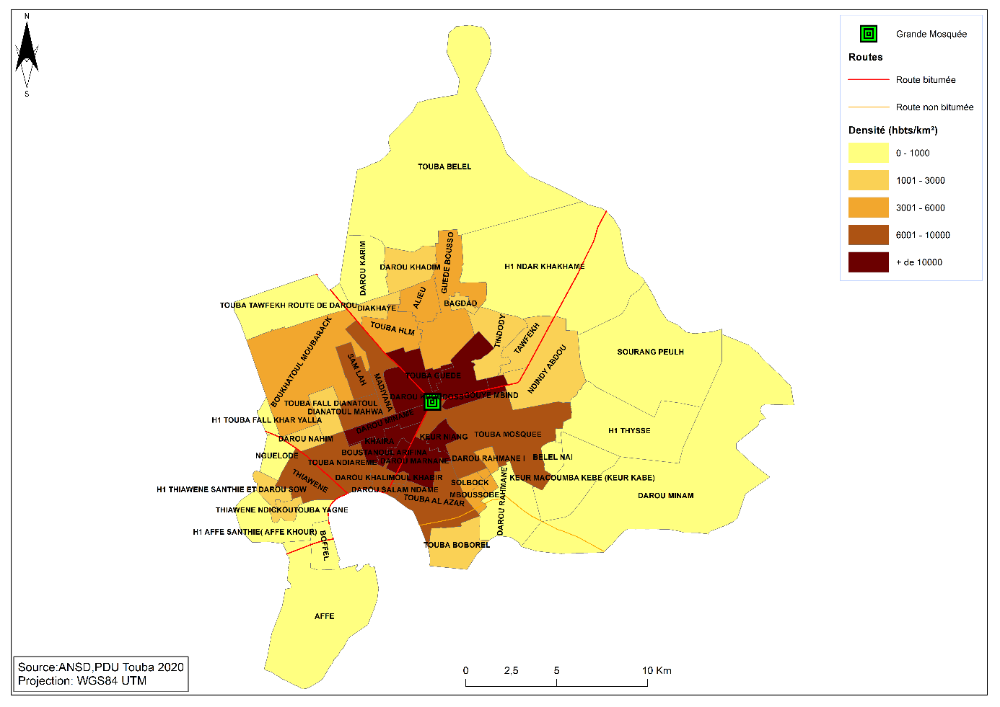 N
S
Grande Mosquée
Routes
Route bitumée
Route non bitumée
Densité (hbts/km²)
0 - 1000
1001 - 3000
3001 - 6000
6001 - 10000
+ de 10000
TOUBA BELEL
DAROU KARIM
DAROU KHADIM
GUEDE BOUSSO
H1 NDAR KHAKHAME
TOUBA TAWFEKH ROUTE DE DAROU
DIAKHAYE
ALIEU
BAGDAD
BOUKHATOUL MOUBARACK
TOUBA HLM
TINDODY
TAWFEKH
NDINDY ABDOU
SOURANG PEULH
SAM LAH
MADIYANA
TOUBA GUEDE
DAROU
GOUYE MBIND
TOUBA FALL DIANATOUL
DIANATOUL MAHWA
H1 TOUBA FALL KHAR YALLA
DAROU MINAME
H1 THYSSE
DAROU NAHIM
KHAIRA
KEUR NIANG
TOUBA MOSQUEE
NGUELODE
BOUSTANOUL ARIFINA
TOUBA NDIAREME
DAROU MARNANE
DAROU RAHMANE I
BELEL NAI
THIAWENE
DAROU KHALIMOUL KHABIR
SOLBOCK
KEUR MACOUMBA KEBE (KEUR KABE)
H1 THIAWENE SANTHIE ET DAROU SOW
DAROU SALAM NDAME
MBOUSSOBE
DAROU RAHMANE
DAROU MINAM
TOUBA AL AZAR
THIAWENE NDICKOUTOUBA YAGNE
H1 AFFE SANTHIE( AFFE KHOUR)
BOFFEL
TOUBA BOBOREL
AFFE
Source:ANSD,PDU Touba 2020
Projection: WGS84 UTM
0 2,5 5 10 Km